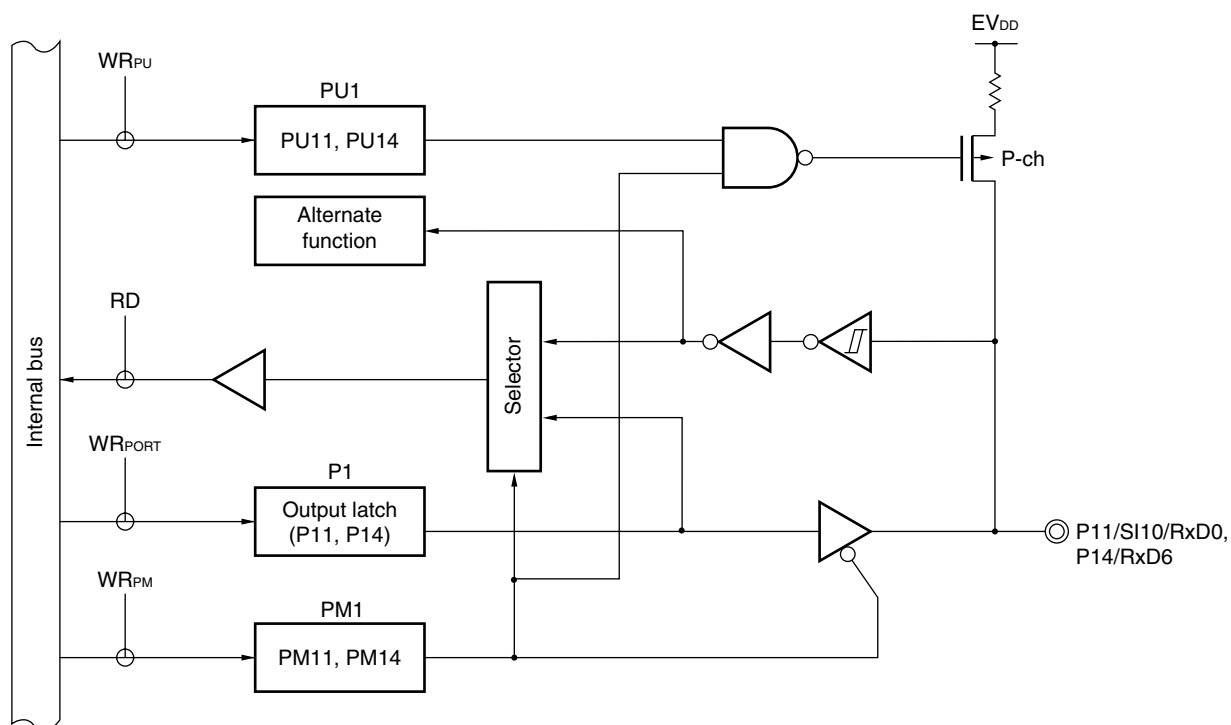 EVDD
WRPU
PU1
PU11, PU14
P-ch
Alternate
function
RD
Selector
Internal bus
WRPORT
P1
Output latch
(P11, P14)
P11/SI10/RxD0,
P14/RxD6
WRPM
PM1
PM11, PM14